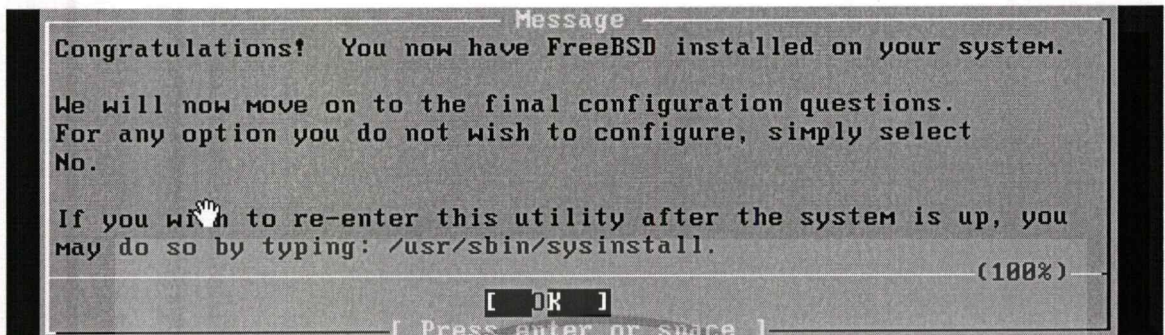 Message
Congratulations! You now have FreeBSD installed on your system.
We will now move on to the final configuration questions.
For any option you do not wish to configure, simply select
No.
If you wish to re-enter this utility after the system is up, you
may do so by typing: /usr/sbin/sysinstall.
(100%)
[ OK ]
[ Press enter or space ]